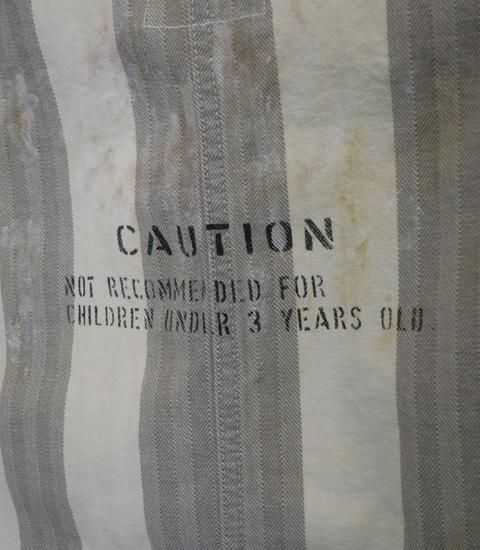 CAUTION
NOT RECOMMENDED FOR
CHILDREN UNDER 3 YEARS OLD.